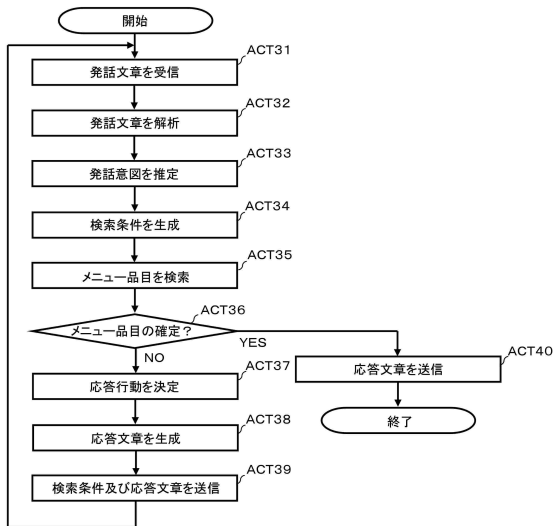 開始
ACT31
発話文章を受信
ACT32
発話文章を解析
ACT33
発話意図を推定
ACT34
検索条件を生成
ACT35
メニュー品目を検索
ACT36
メニュー品目の確定？
YES
NO
ACT37
応答行動を決定
ACT38
応答文章を生成
ACT39
検索条件及び応答文章を送信
ACT40
応答文章を送信
終了